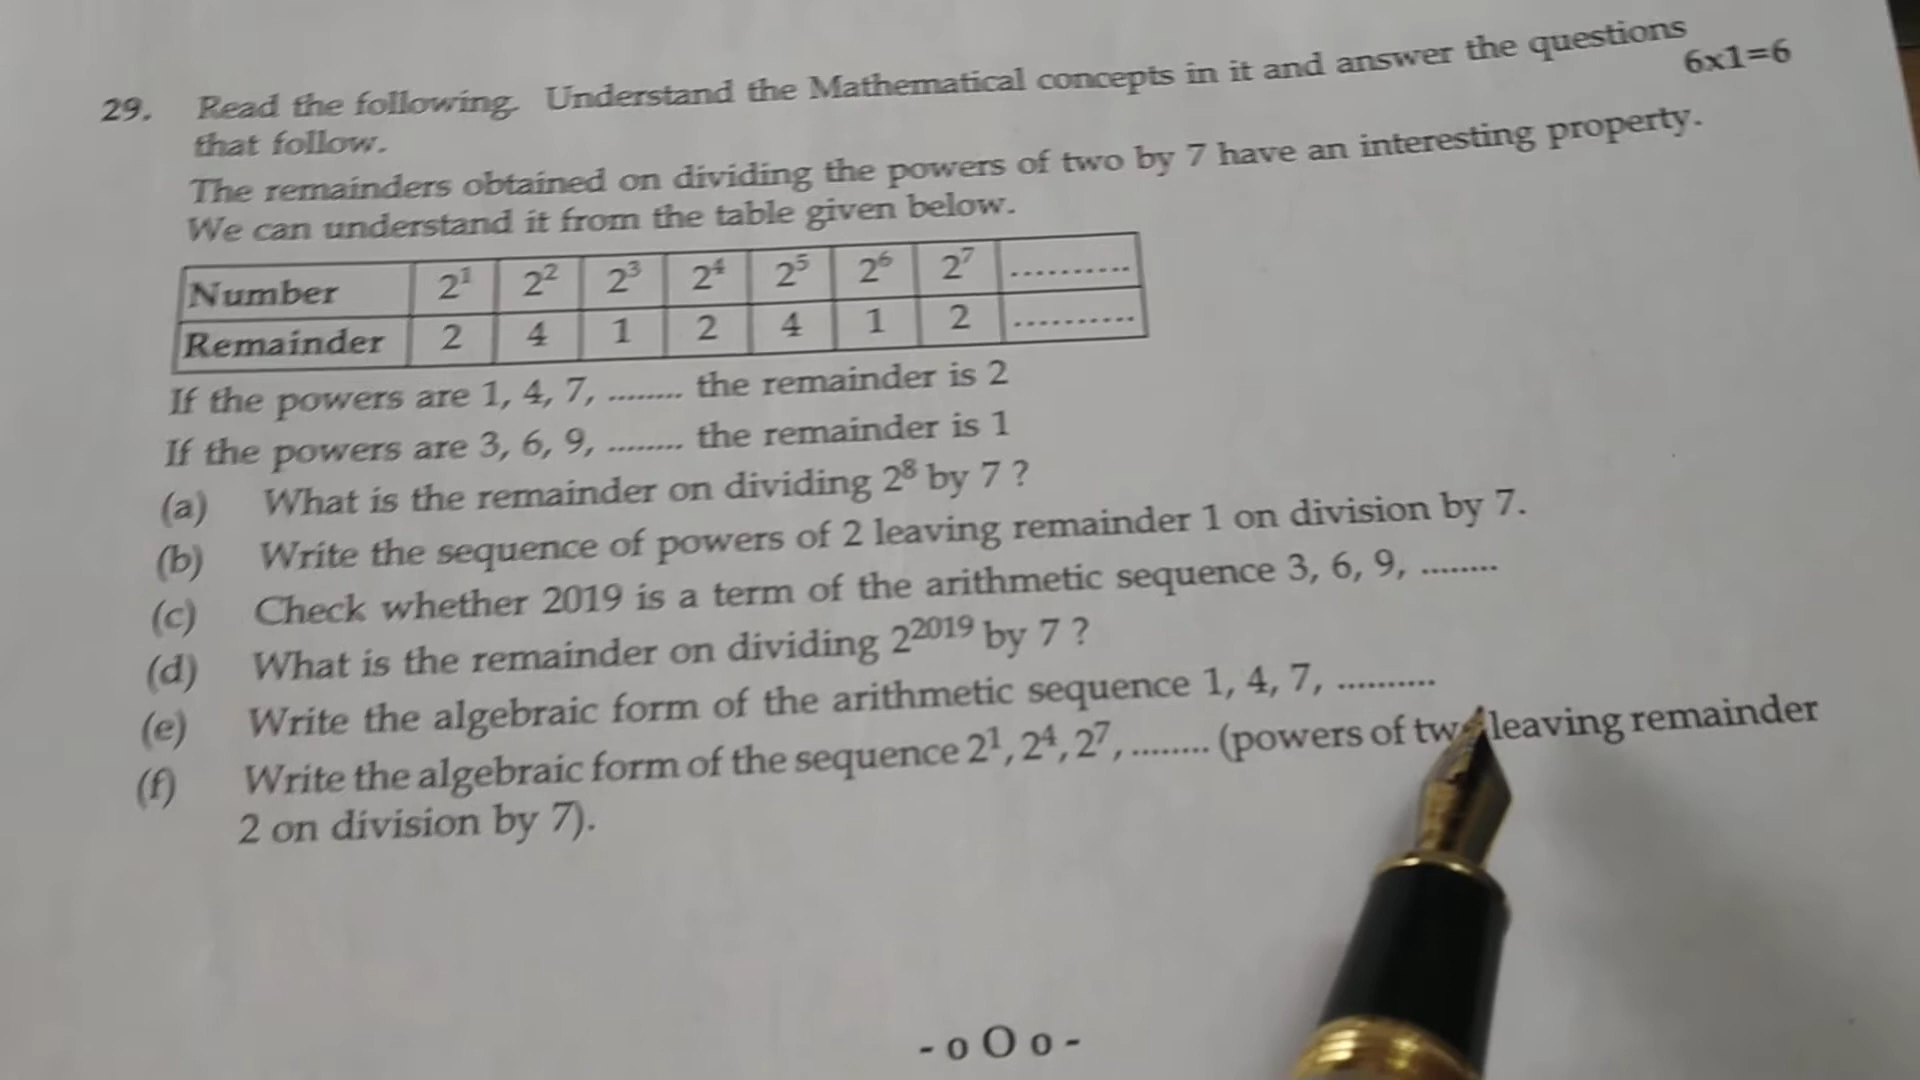 29. Read the following. Understand the Mathematical concepts in it and answer the questions
that follow. 6x1=6
The remainders obtained on dividing the powers of two by 7 have an interesting property.
We can understand it from the table given below.
Number 2¹ 2² 2³ 2⁴ 2⁵ 2⁶ 2⁷ ..........
Remainder 2 4 1 2 4 1 2 ..........
If the powers are 1, 4, 7, ........ the remainder is 2
If the powers are 3, 6, 9, ........ the remainder is 1
(a) What is the remainder on dividing 2⁸ by 7 ?
(b) Write the sequence of powers of 2 leaving remainder 1 on division by 7.
(c) Check whether 2019 is a term of the arithmetic sequence 3, 6, 9, ........
(d) What is the remainder on dividing 2²⁰¹⁹ by 7 ?
(e) Write the algebraic form of the arithmetic sequence 1, 4, 7, ..........
(f) Write the algebraic form of the sequence 2¹, 2⁴, 2⁷, ........ (powers of two leaving remainder
2 on division by 7).
- o O o -